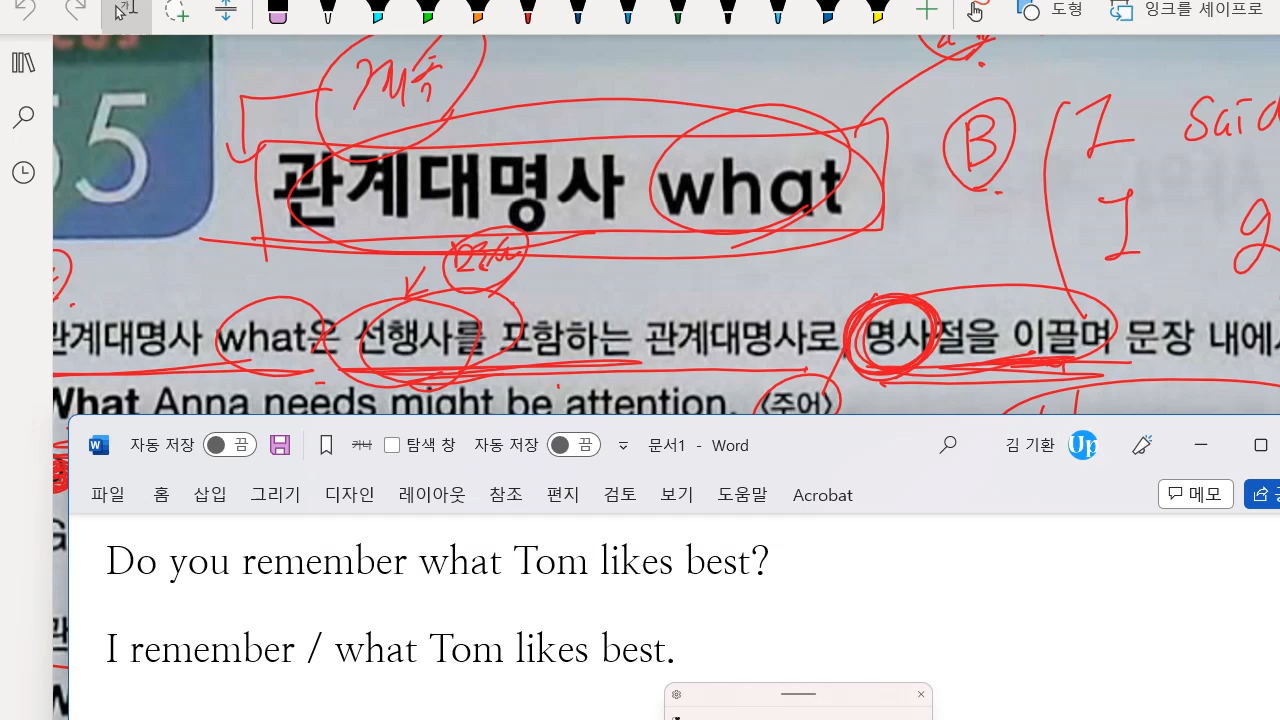 도형
잉크를 셰이프로
55
계속
관계대명사 what
B
I said
I g
관계대명사 what은 선행사를 포함하는 관계대명사로, 명사절을 이끌며 문장 내에서
What Anna needs might be attention. <주어>
자동 저장 끔 탐색 창 자동 저장 끔 문서1 - Word 김 기환 Up
파일 홈 삽입 그리기 디자인 레이아웃 참조 편지 검토 보기 도움말 Acrobat 메모
Do you remember what Tom likes best?
I remember / what Tom likes best.